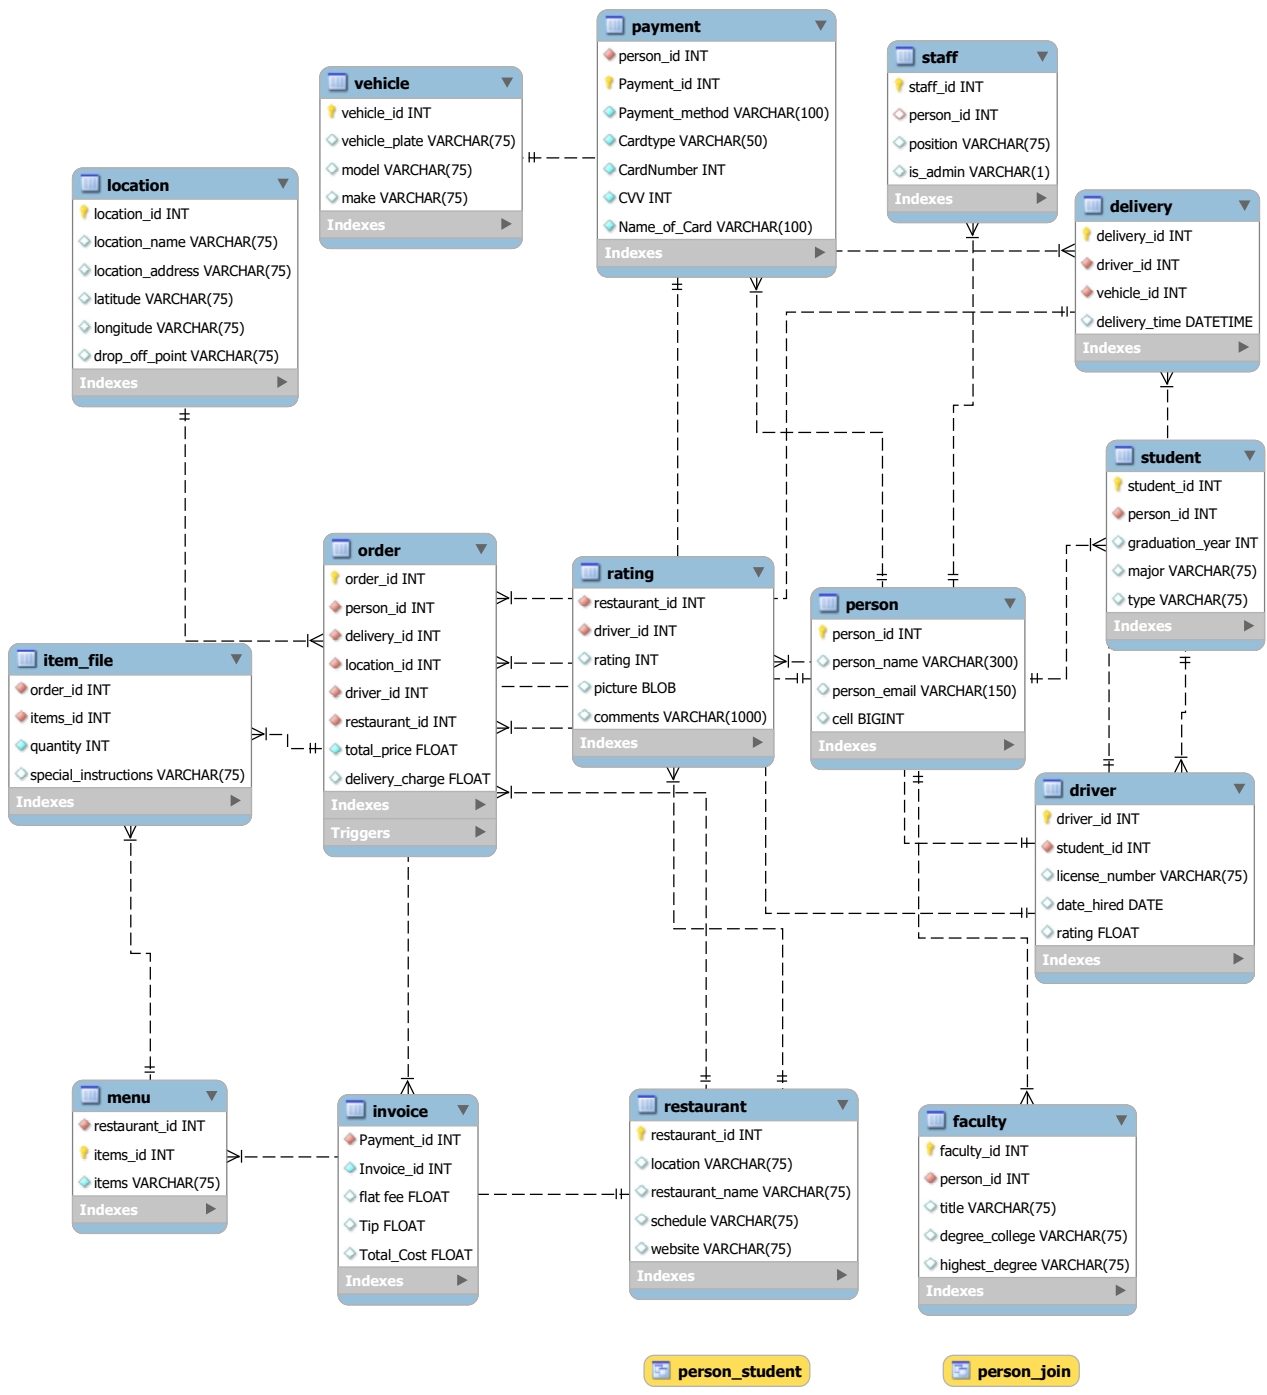 payment
person_id INT
Payment_id INT
Payment_method VARCHAR(100)
Cardtype VARCHAR(50)
CardNumber INT
CVV INT
Name_of_Card VARCHAR(100)
Indexes
staff
staff_id INT
person_id INT
position VARCHAR(75)
is_admin VARCHAR(1)
Indexes
vehicle
vehicle_id INT
vehicle_plate VARCHAR(75)
model VARCHAR(75)
make VARCHAR(75)
Indexes
location
location_id INT
location_name VARCHAR(75)
location_address VARCHAR(75)
latitude VARCHAR(75)
longitude VARCHAR(75)
drop_off_point VARCHAR(75)
Indexes
delivery
delivery_id INT
driver_id INT
vehicle_id INT
delivery_time DATETIME
Indexes
student
student_id INT
person_id INT
graduation_year INT
major VARCHAR(75)
type VARCHAR(75)
Indexes
order
order_id INT
person_id INT
delivery_id INT
location_id INT
driver_id INT
restaurant_id INT
total_price FLOAT
delivery_charge FLOAT
Indexes
Triggers
rating
restaurant_id INT
driver_id INT
rating INT
picture BLOB
comments VARCHAR(1000)
Indexes
person
person_id INT
person_name VARCHAR(300)
person_email VARCHAR(150)
cell BIGINT
Indexes
item_file
order_id INT
items_id INT
quantity INT
special_instructions VARCHAR(75)
Indexes
driver
driver_id INT
student_id INT
license_number VARCHAR(75)
date_hired DATE
rating FLOAT
Indexes
menu
restaurant_id INT
items_id INT
items VARCHAR(75)
Indexes
invoice
Payment_id INT
Invoice_id INT
flat fee FLOAT
Tip FLOAT
Total_Cost FLOAT
Indexes
restaurant
restaurant_id INT
location VARCHAR(75)
restaurant_name VARCHAR(75)
schedule VARCHAR(75)
website VARCHAR(75)
Indexes
faculty
faculty_id INT
person_id INT
title VARCHAR(75)
degree_college VARCHAR(75)
highest_degree VARCHAR(75)
Indexes
person_student
person_join